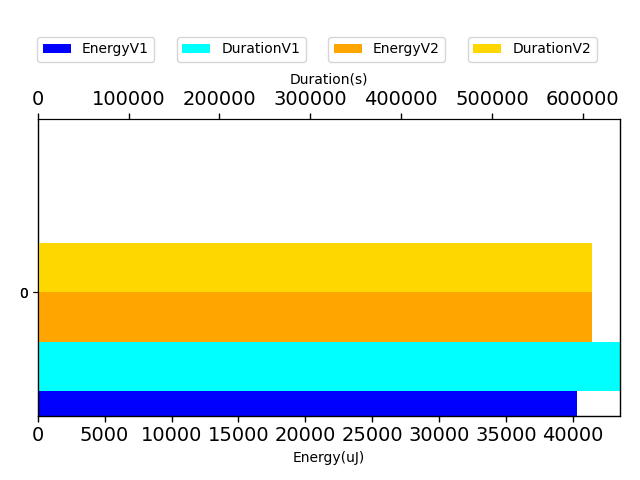 EnergyV1 DurationV1 EnergyV2 DurationV2
Duration(s)
0 100000 200000 300000 400000 500000 600000
0
0 5000 10000 15000 20000 25000 30000 35000 40000
Energy(uJ)